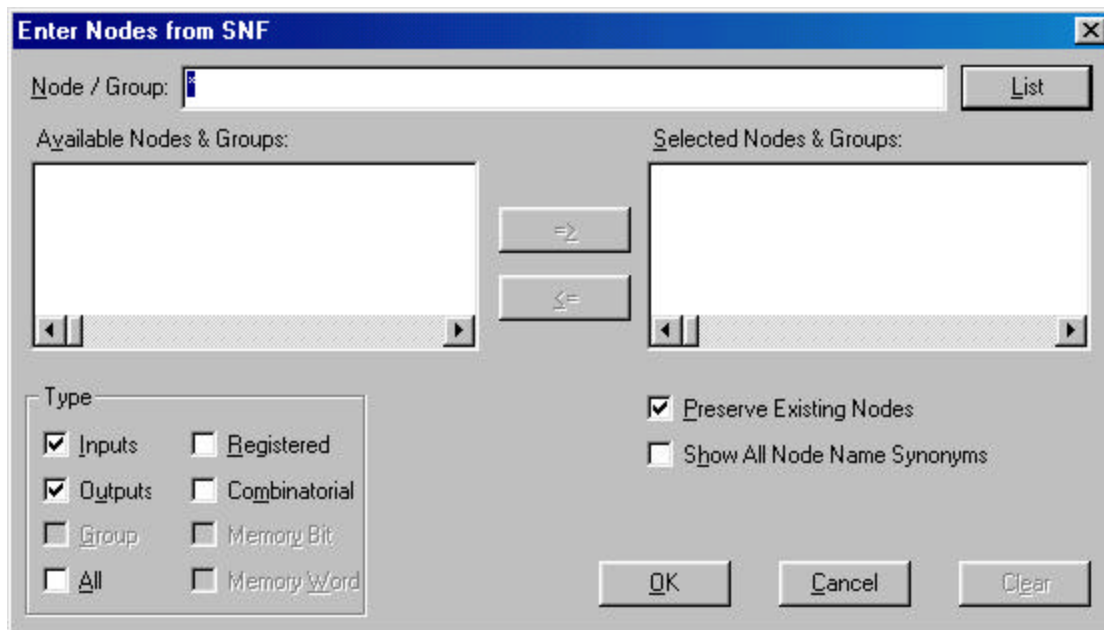 Enter Nodes from SNF
Node / Group: * List
Available Nodes & Groups: Selected Nodes & Groups:
=>
<=
Type
Inputs Registered
Outputs Combinatorial
Group Memory Bit
All Memory Word
Preserve Existing Nodes
Show All Node Name Synonyms
OK Cancel Clear